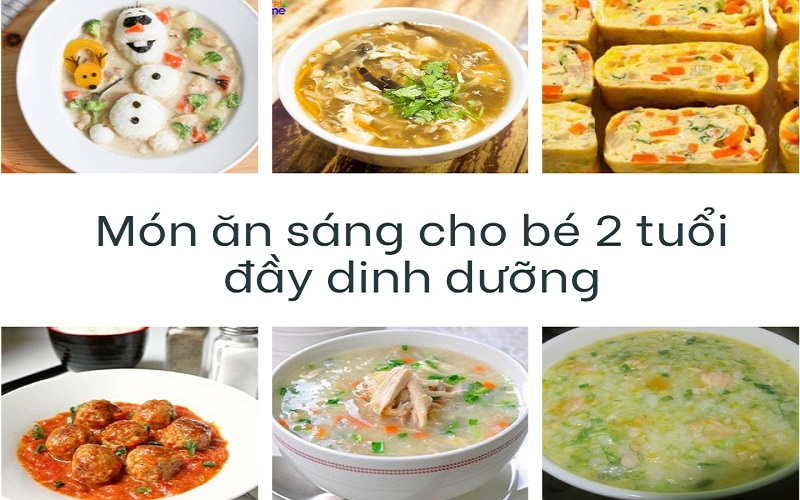 Món ăn sáng cho bé 2 tuổi
đầy dinh dưỡng